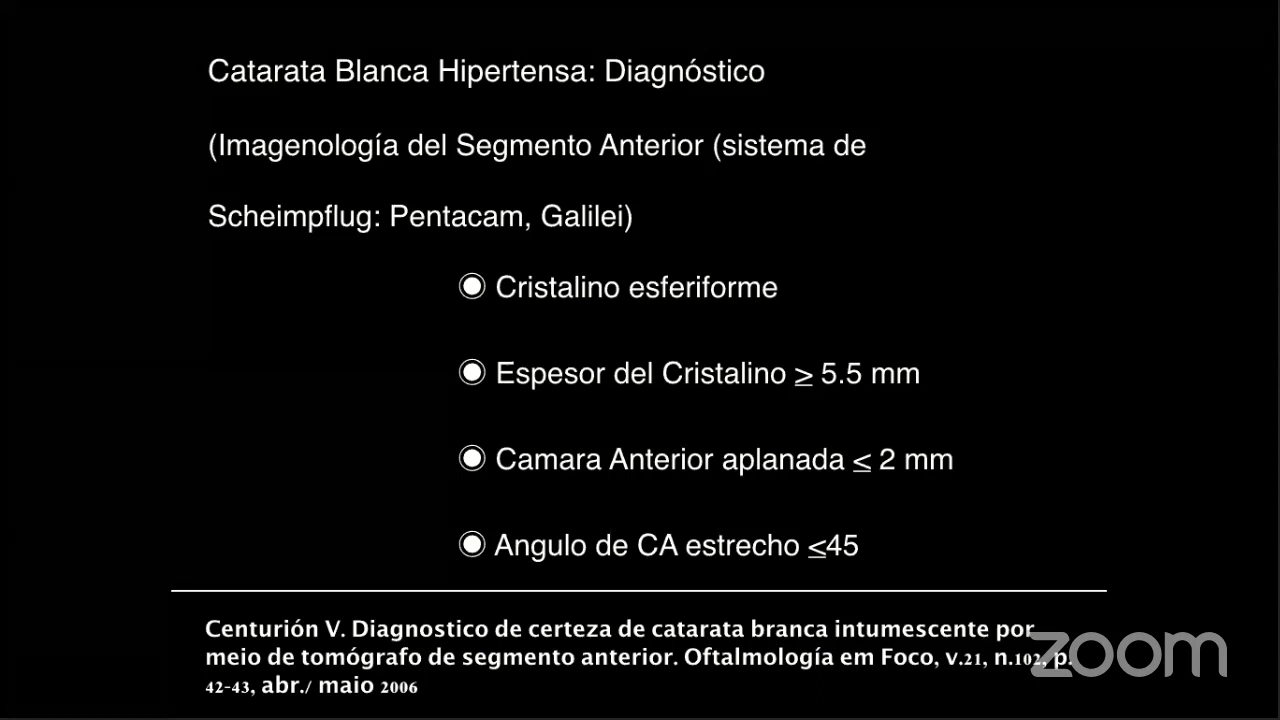 Catarata Blanca Hipertensa: Diagnóstico
(Imagenología del Segmento Anterior (sistema de
Scheimpflug: Pentacam, Galilei)
Cristalino esferiforme
Espesor del Cristalino ≥ 5.5 mm
Camara Anterior aplanada ≤ 2 mm
Angulo de CA estrecho ≤45
Centurión V. Diagnostico de certeza de catarata branca intumescente por
meio de tomógrafo de segmento anterior. Oftalmología em Foco, v.21, n.102, p.
42-43, abr./ maio 2006
zoom